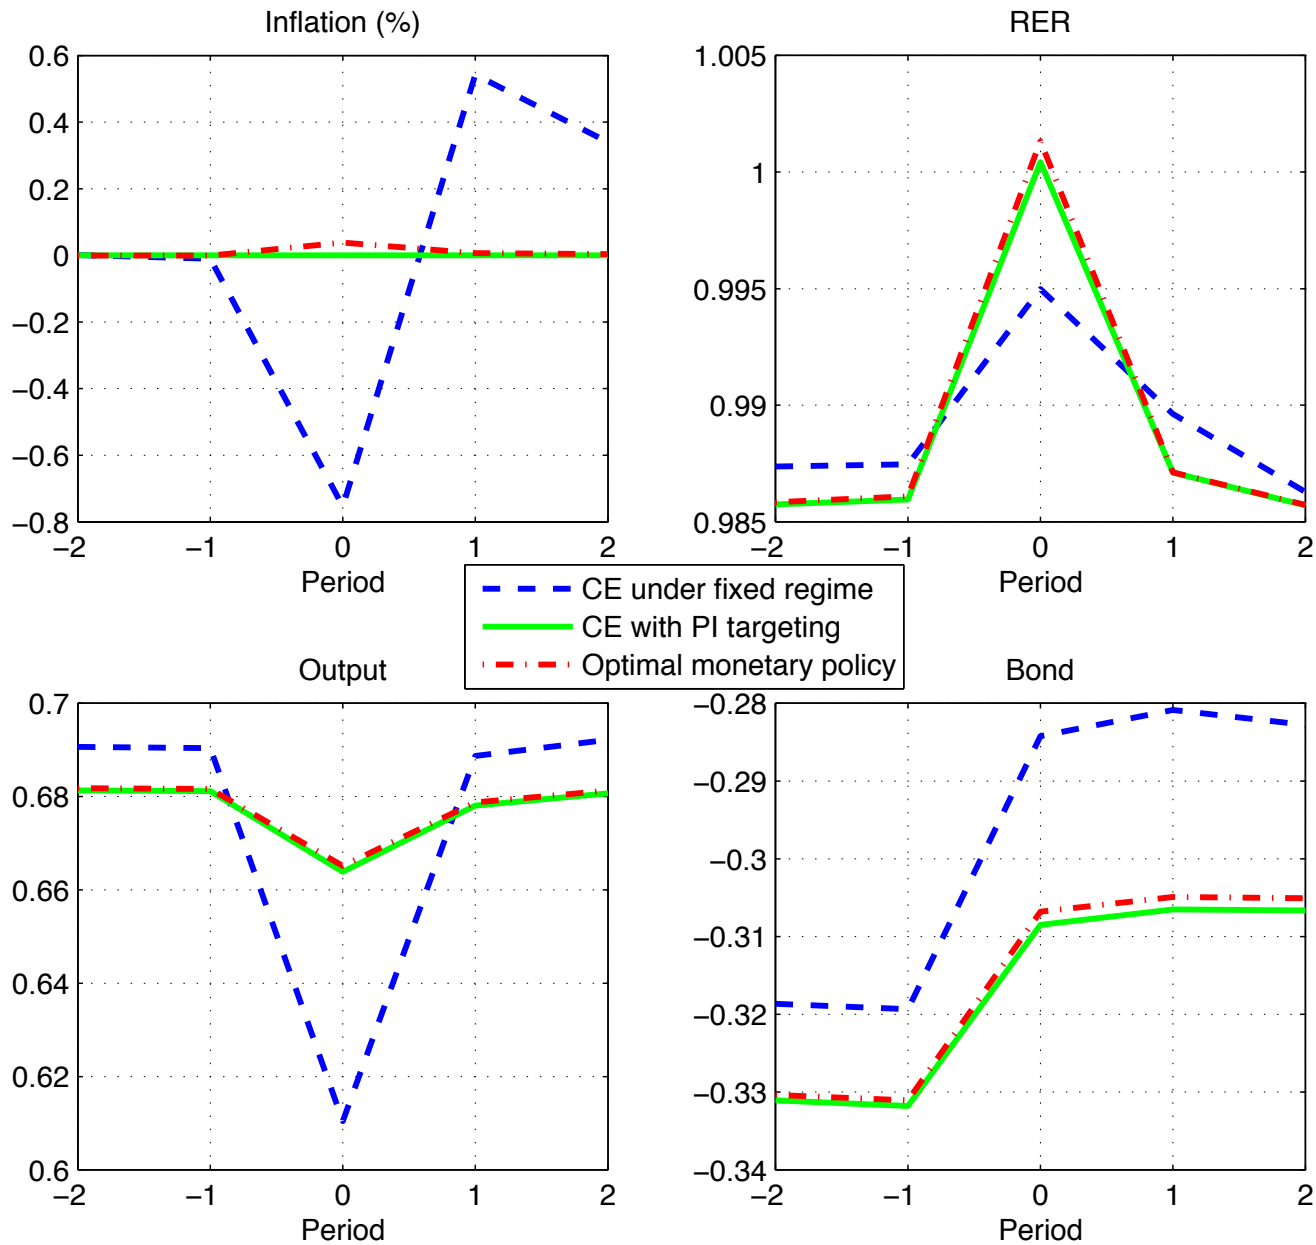 Inflation (%)
0.6
0.4
0.2
0
−0.2
−0.4
−0.6
−0.8
−2 −1 0 1 2
Period
RER
1.005
1
0.995
0.99
0.985
−2 −1 0 1 2
Period
CE under fixed regime
CE with PI targeting
Optimal monetary policy
Output
0.7
0.68
0.66
0.64
0.62
0.6
−2 −1 0 1 2
Period
Bond
−0.28
−0.29
−0.3
−0.31
−0.32
−0.33
−0.34
−2 −1 0 1 2
Period